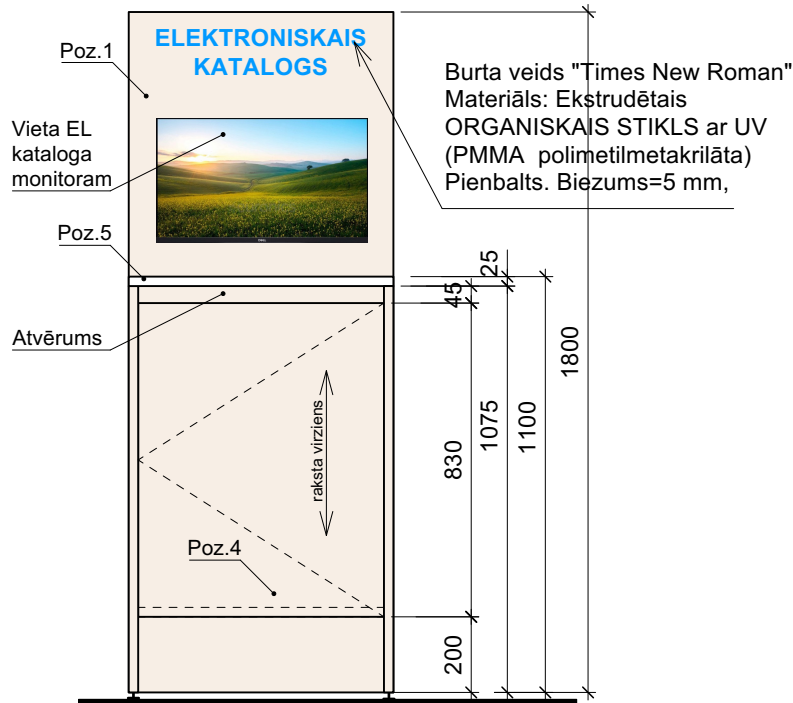 ELEKTRONISKAIS
KATALOGS
Poz.1
Burta veids "Times New Roman"
Materiāls: Ekstrudētais
ORGANISKAIS STIKLS ar UV
(PMMA polimetilmetakrilāta)
Pienbalts. Biezums=5 mm,
Vieta EL
kataloga
monitoram
Poz.5
Atvērums
25
45
1800
1075
1100
830
raksta virziens
Poz.4
200